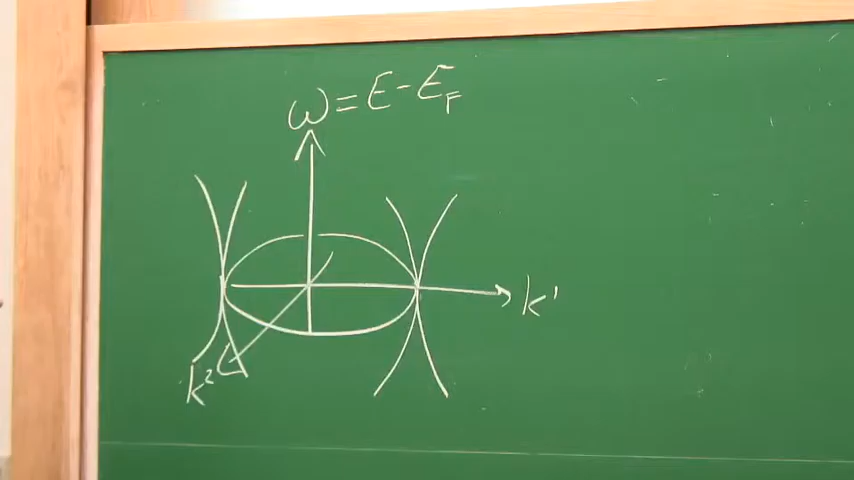 ω = E - E_F
k¹
k²